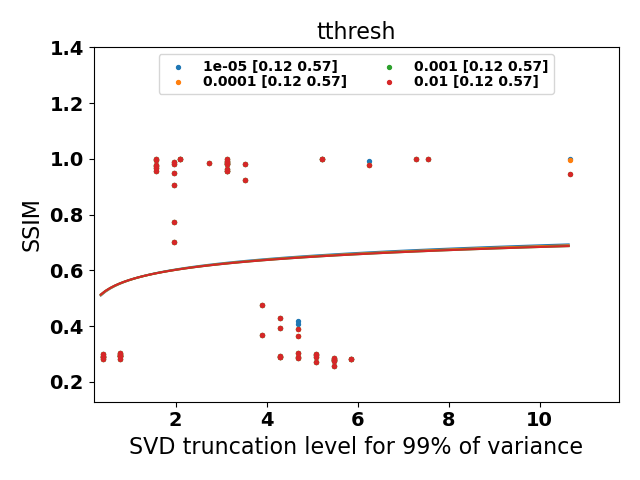 tthresh
1e-05 [0.12 0.57]
0.0001 [0.12 0.57]
0.001 [0.12 0.57]
0.01 [0.12 0.57]
1.4
1.2
1.0
0.8
0.6
0.4
0.2
SSIM
2 4 6 8 10
SVD truncation level for 99% of variance